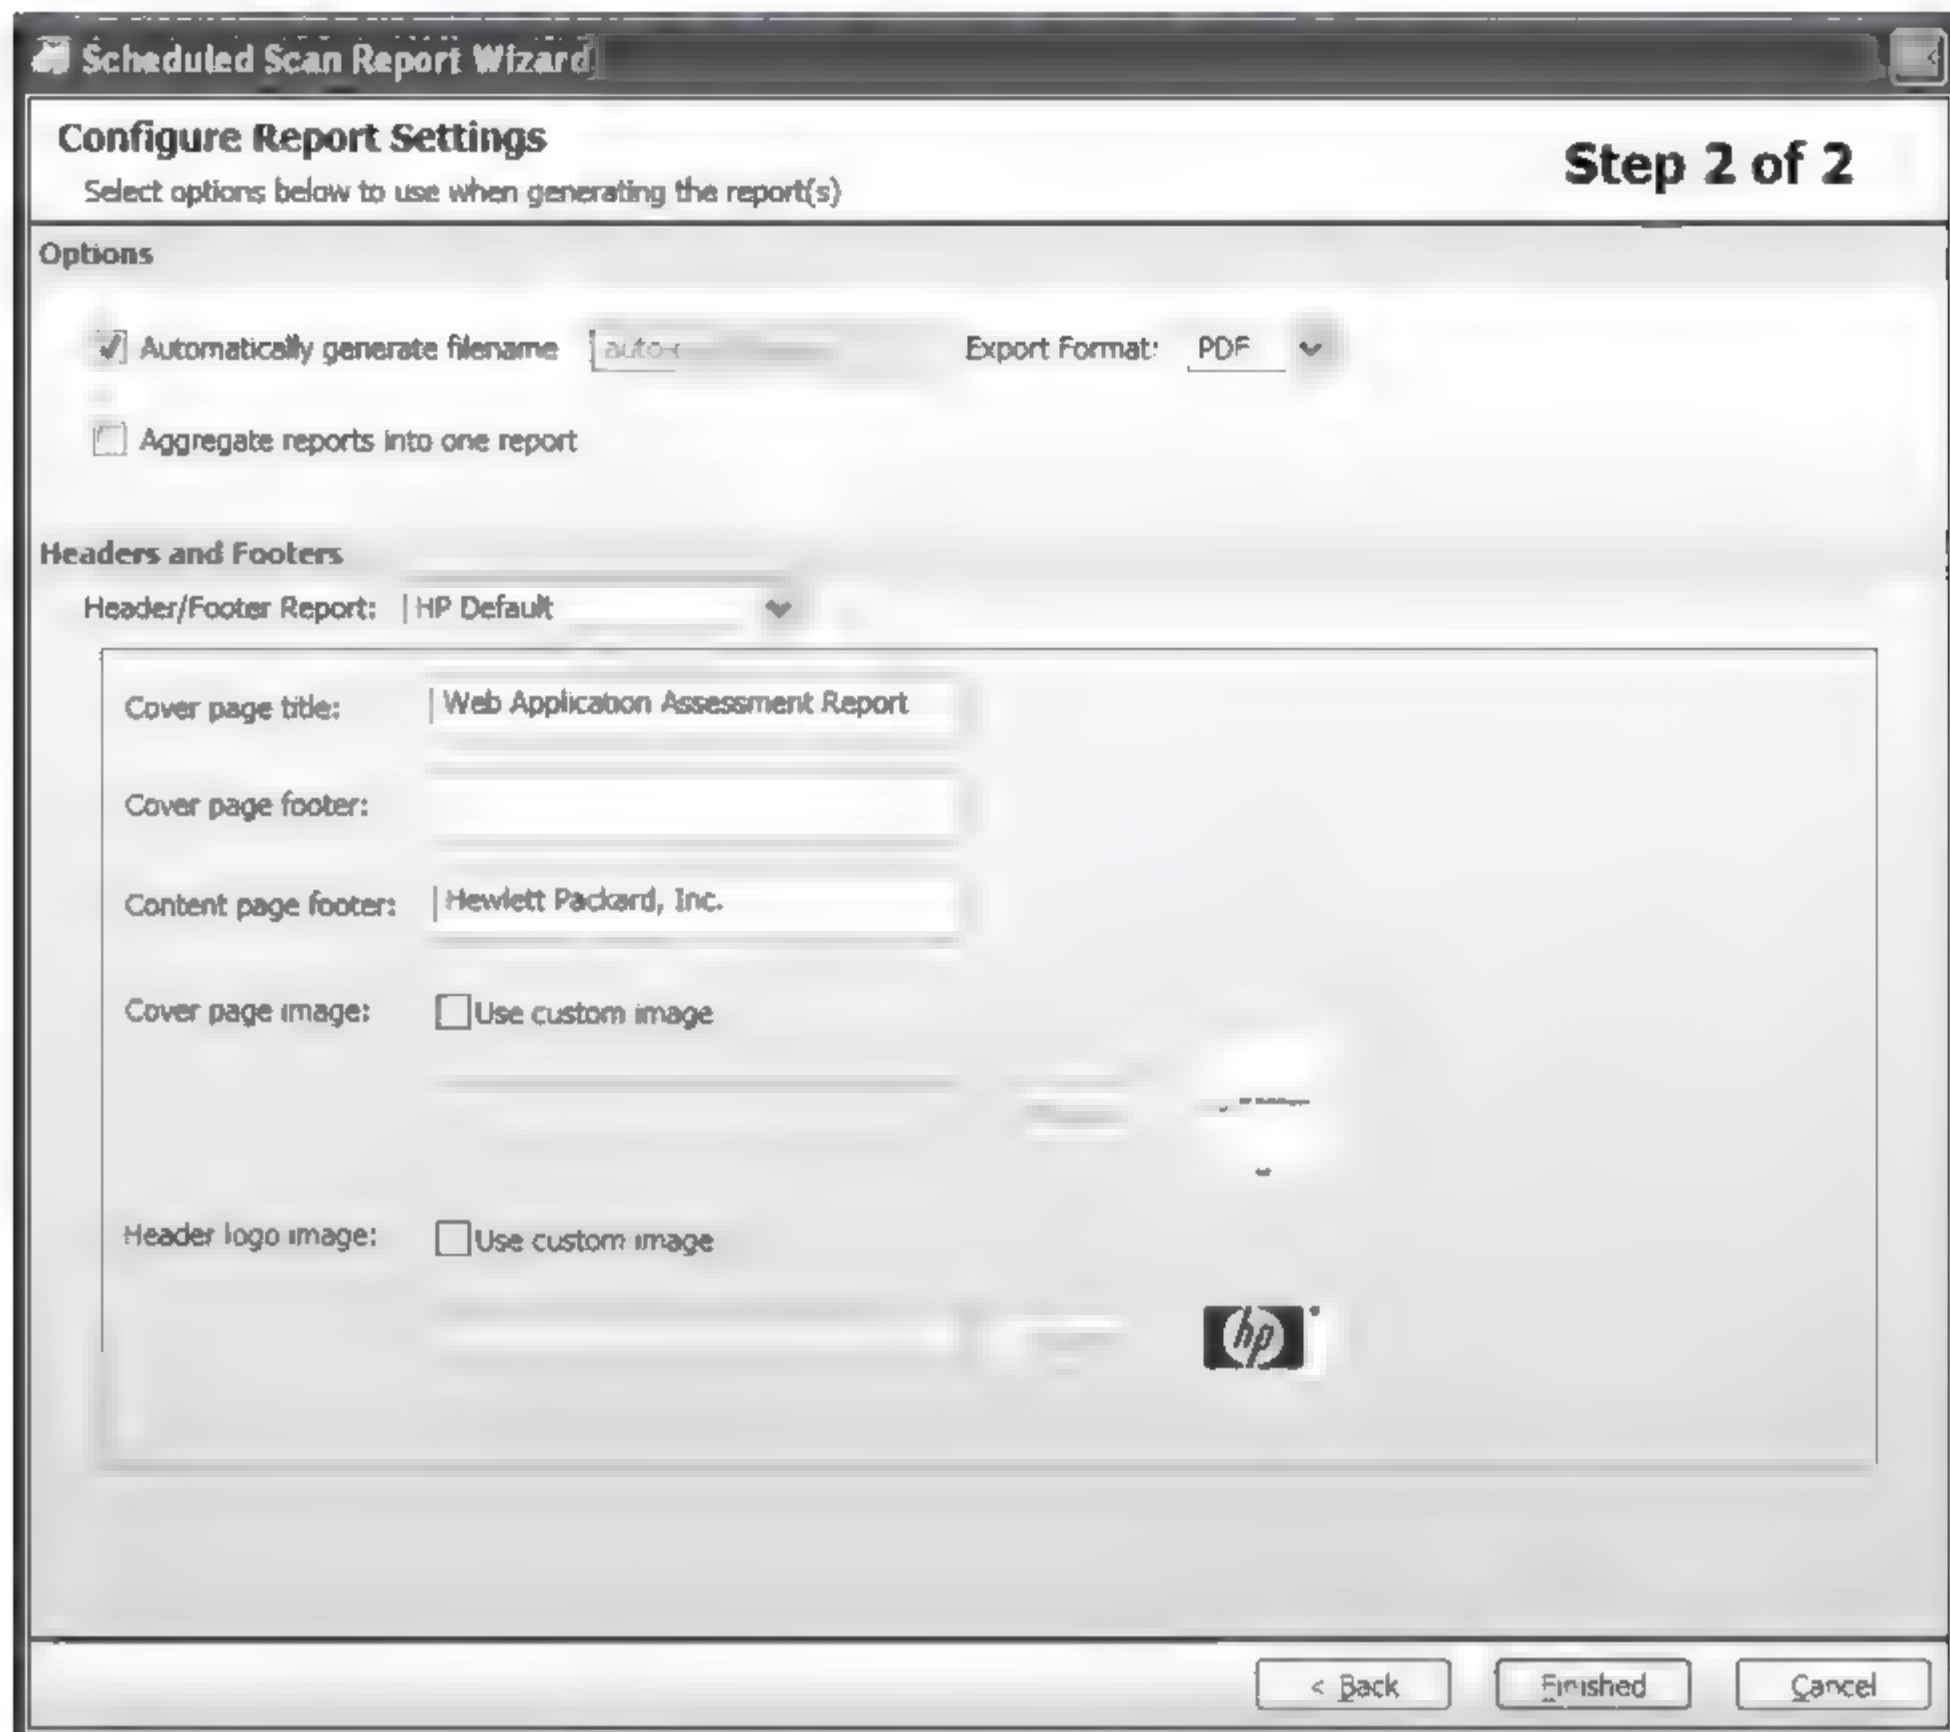 Scheduled Scan Report Wizard
Configure Report Settings
Step 2 of 2
Select options below to use when generating the report(s)
Options
Automatically generate filename Export Format: PDF
Aggregate reports into one report
Headers and Footers
Header/Footer Report: HP Default
Cover page title: Web Application Assessment Report
Cover page footer:
Content page footer: Hewlett Packard, Inc.
Cover page image: Use custom image
Header logo image: Use custom image
hp
< Back Finished Cancel